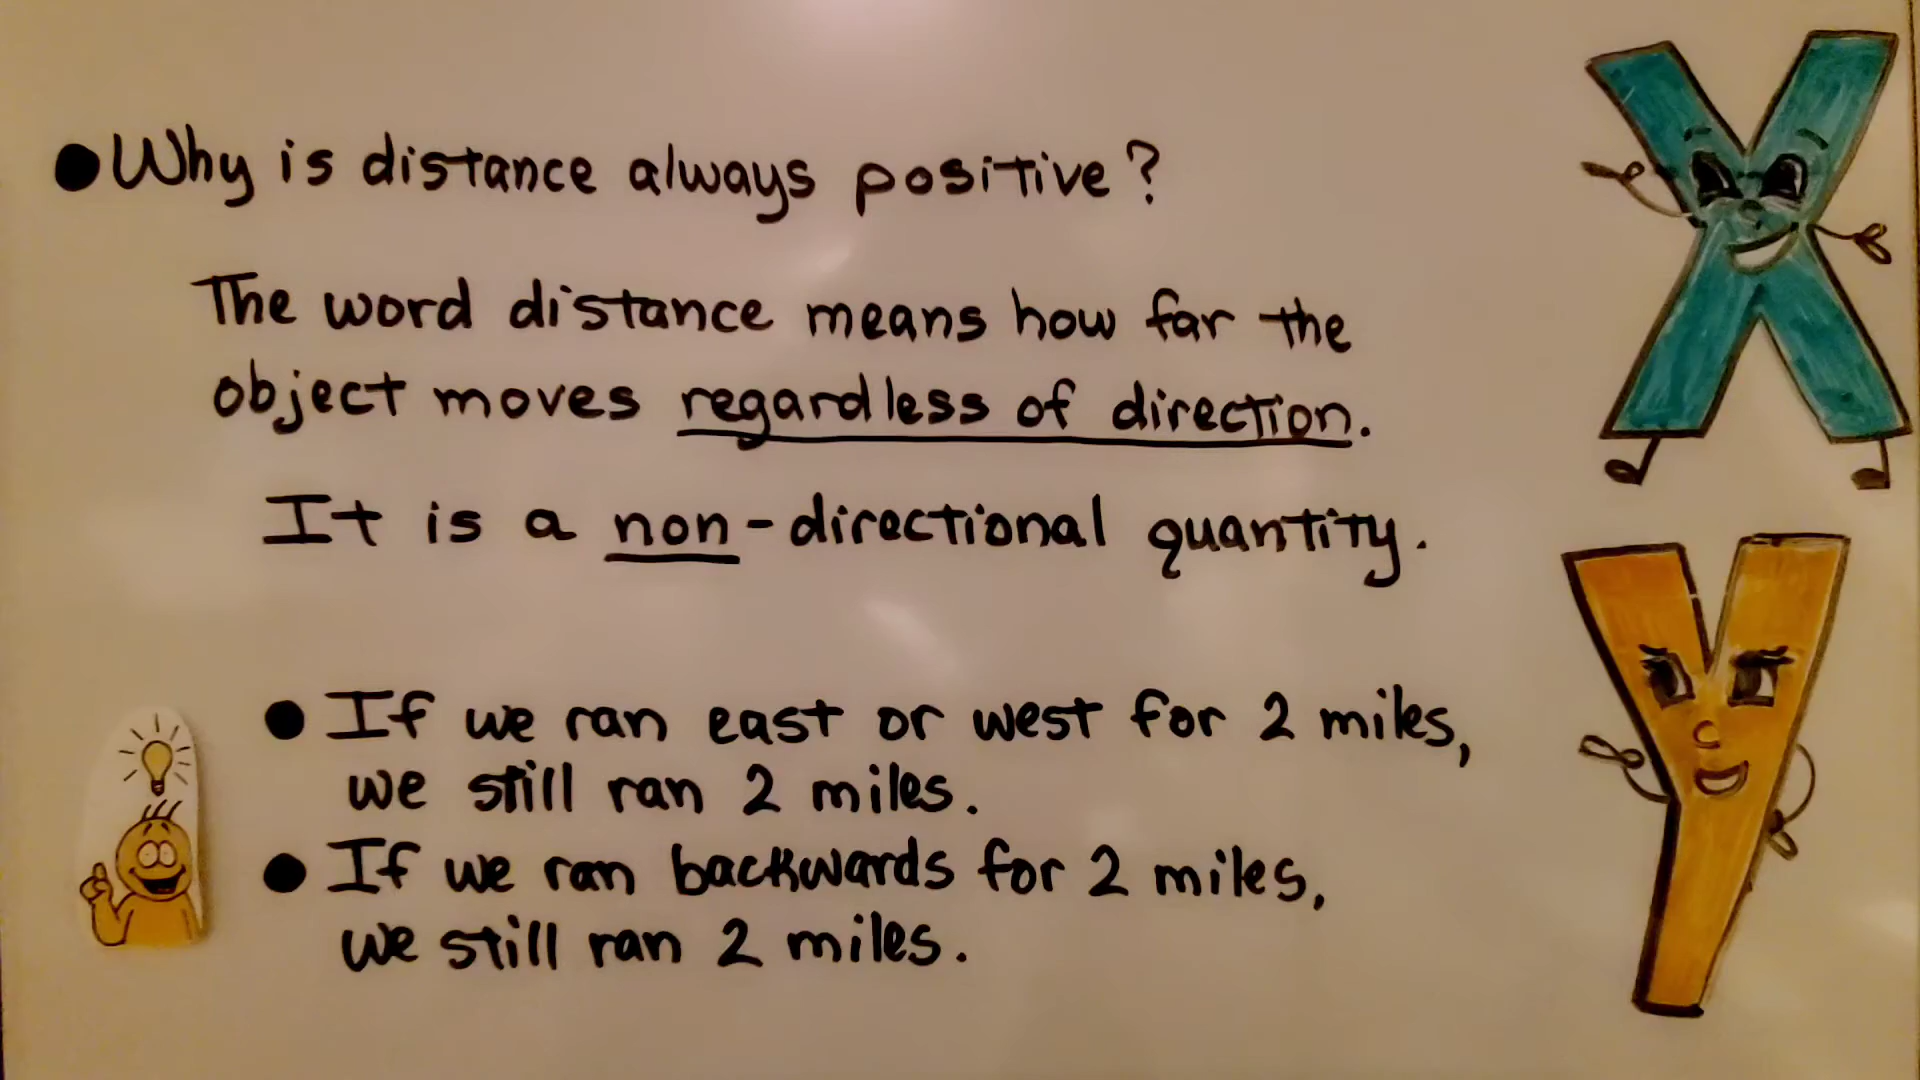 ● Why is distance always positive?
The word distance means how far the
object moves regardless of direction.
It is a non-directional quantity.
● If we ran east or west for 2 miles,
we still ran 2 miles.
● If we ran backwards for 2 miles,
we still ran 2 miles.
X
Y